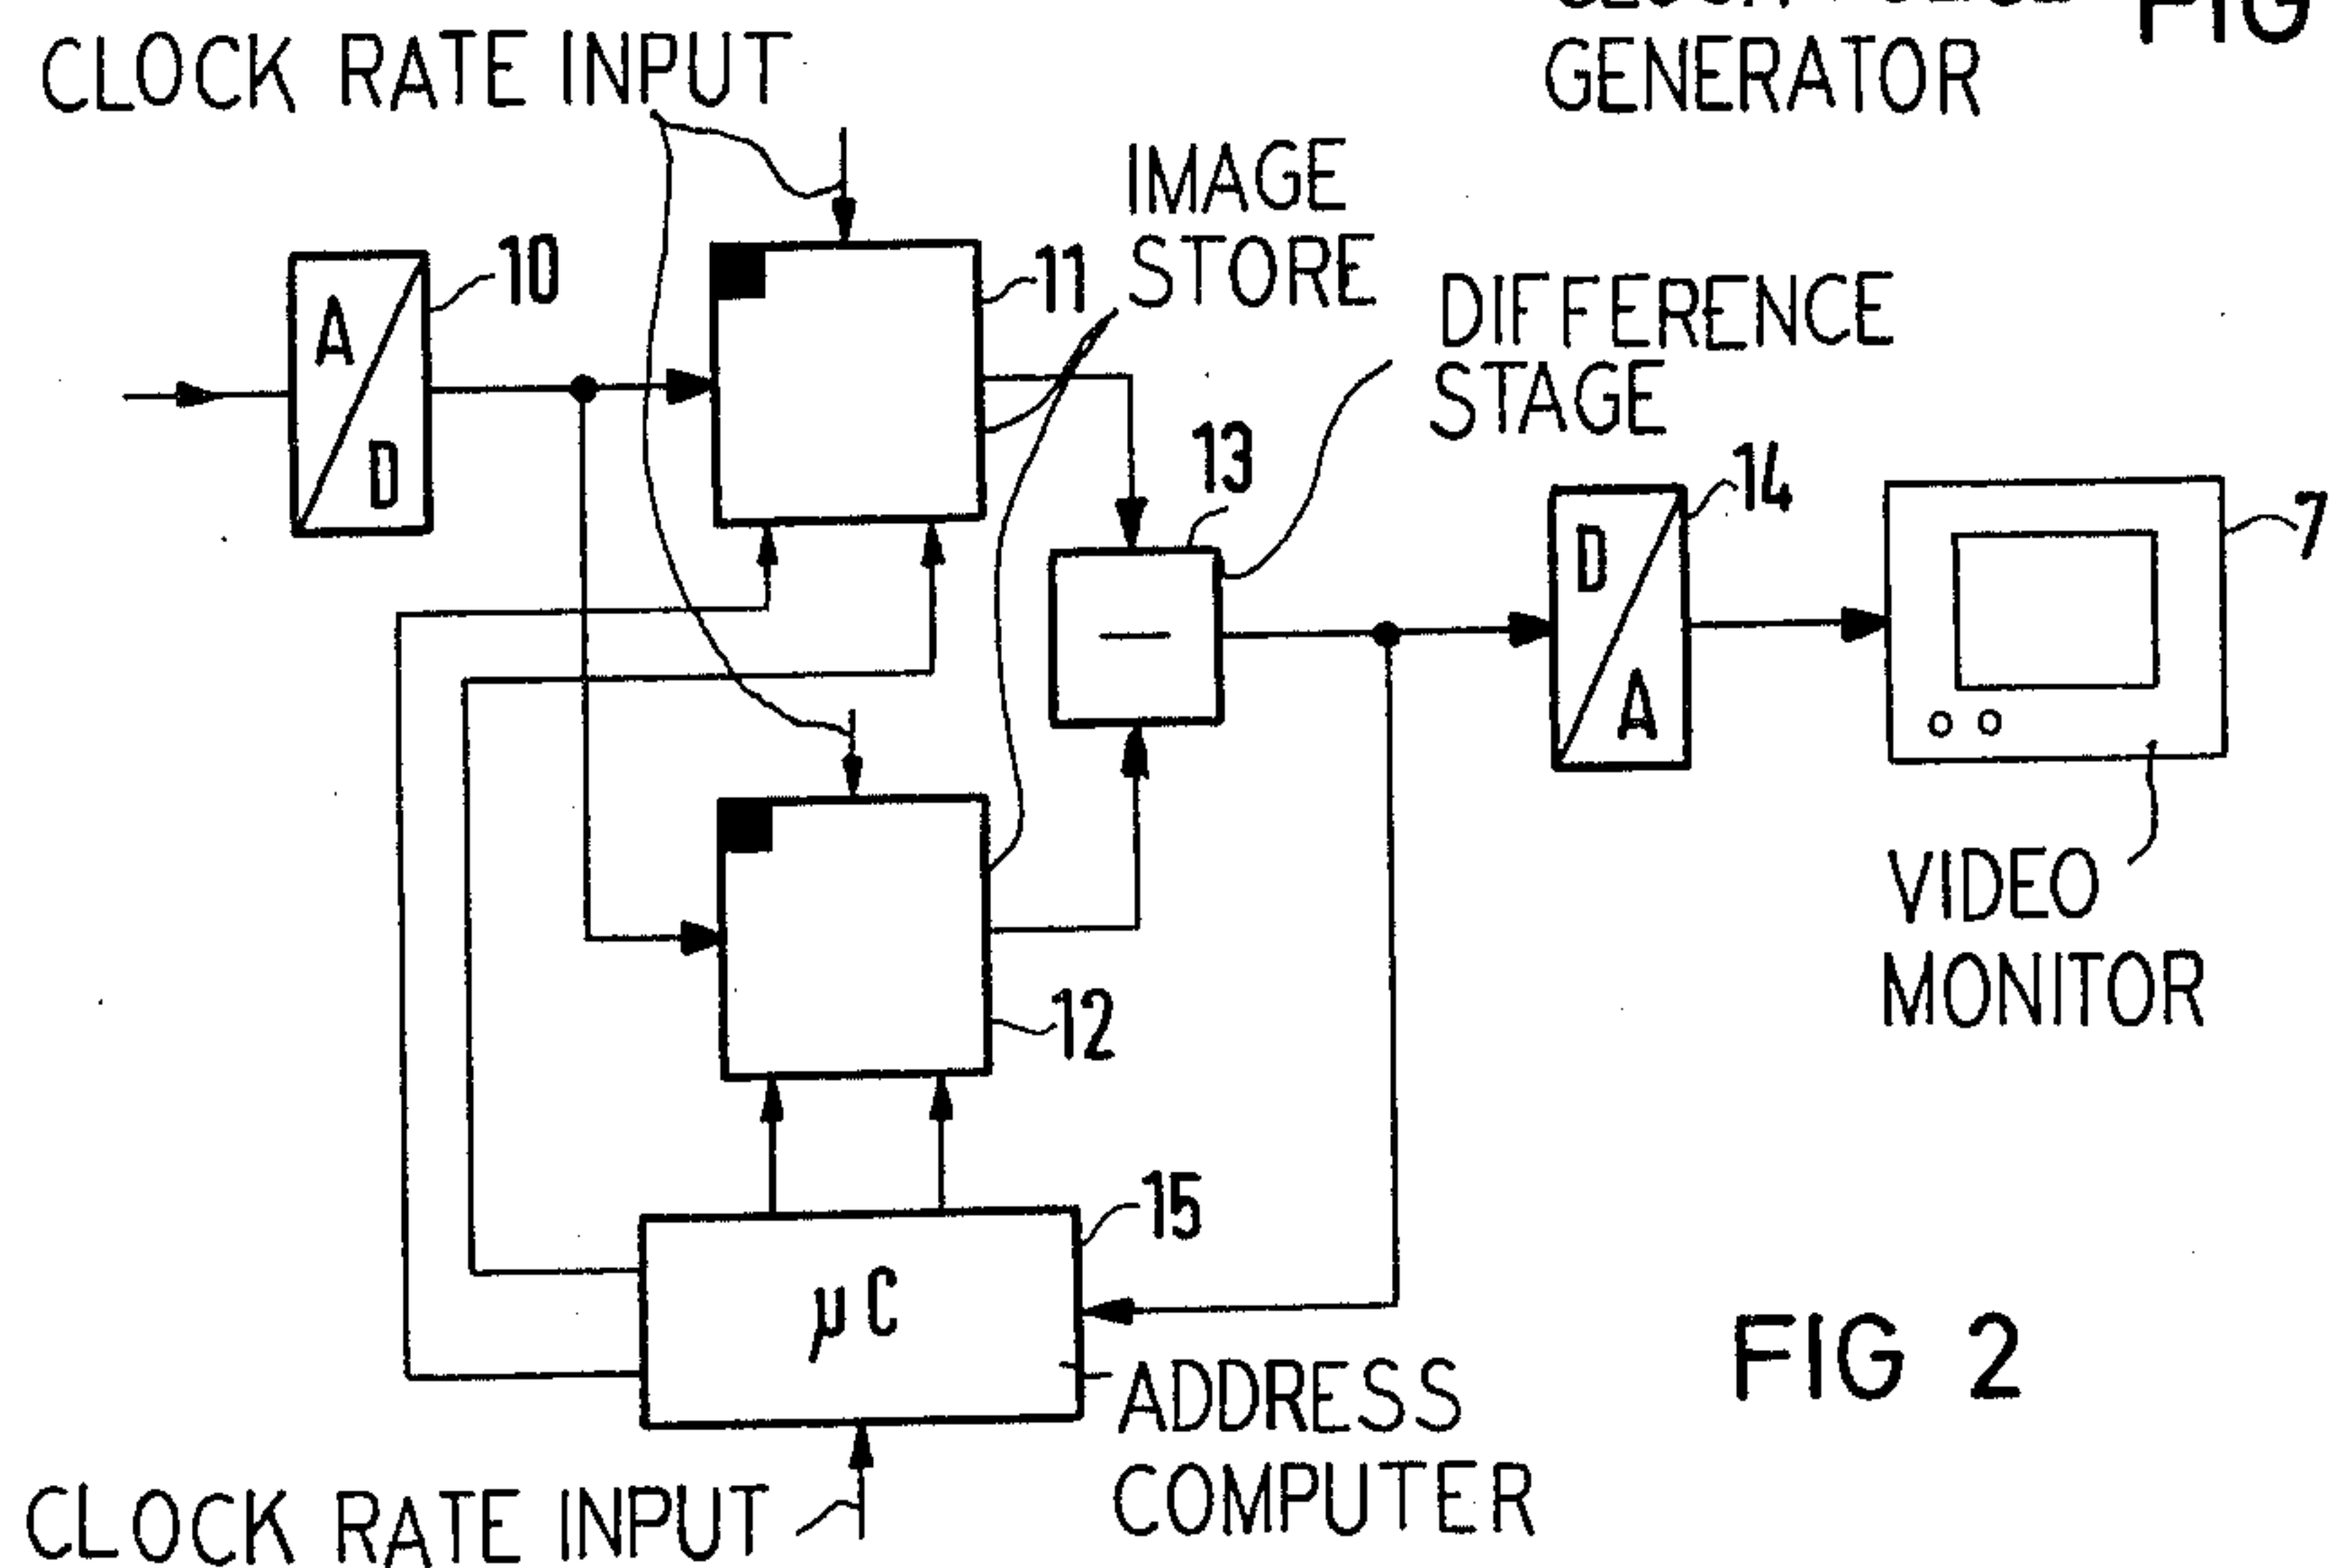 CLOCK RATE INPUT
GENERATOR
FIG
IMAGE
STORE
10
11
A
D
DIFFERENCE
STAGE
13
14
7
D
A
—
VIDEO
MONITOR
12
15
µC
ADDRESS
COMPUTER
FIG 2
CLOCK RATE INPUT